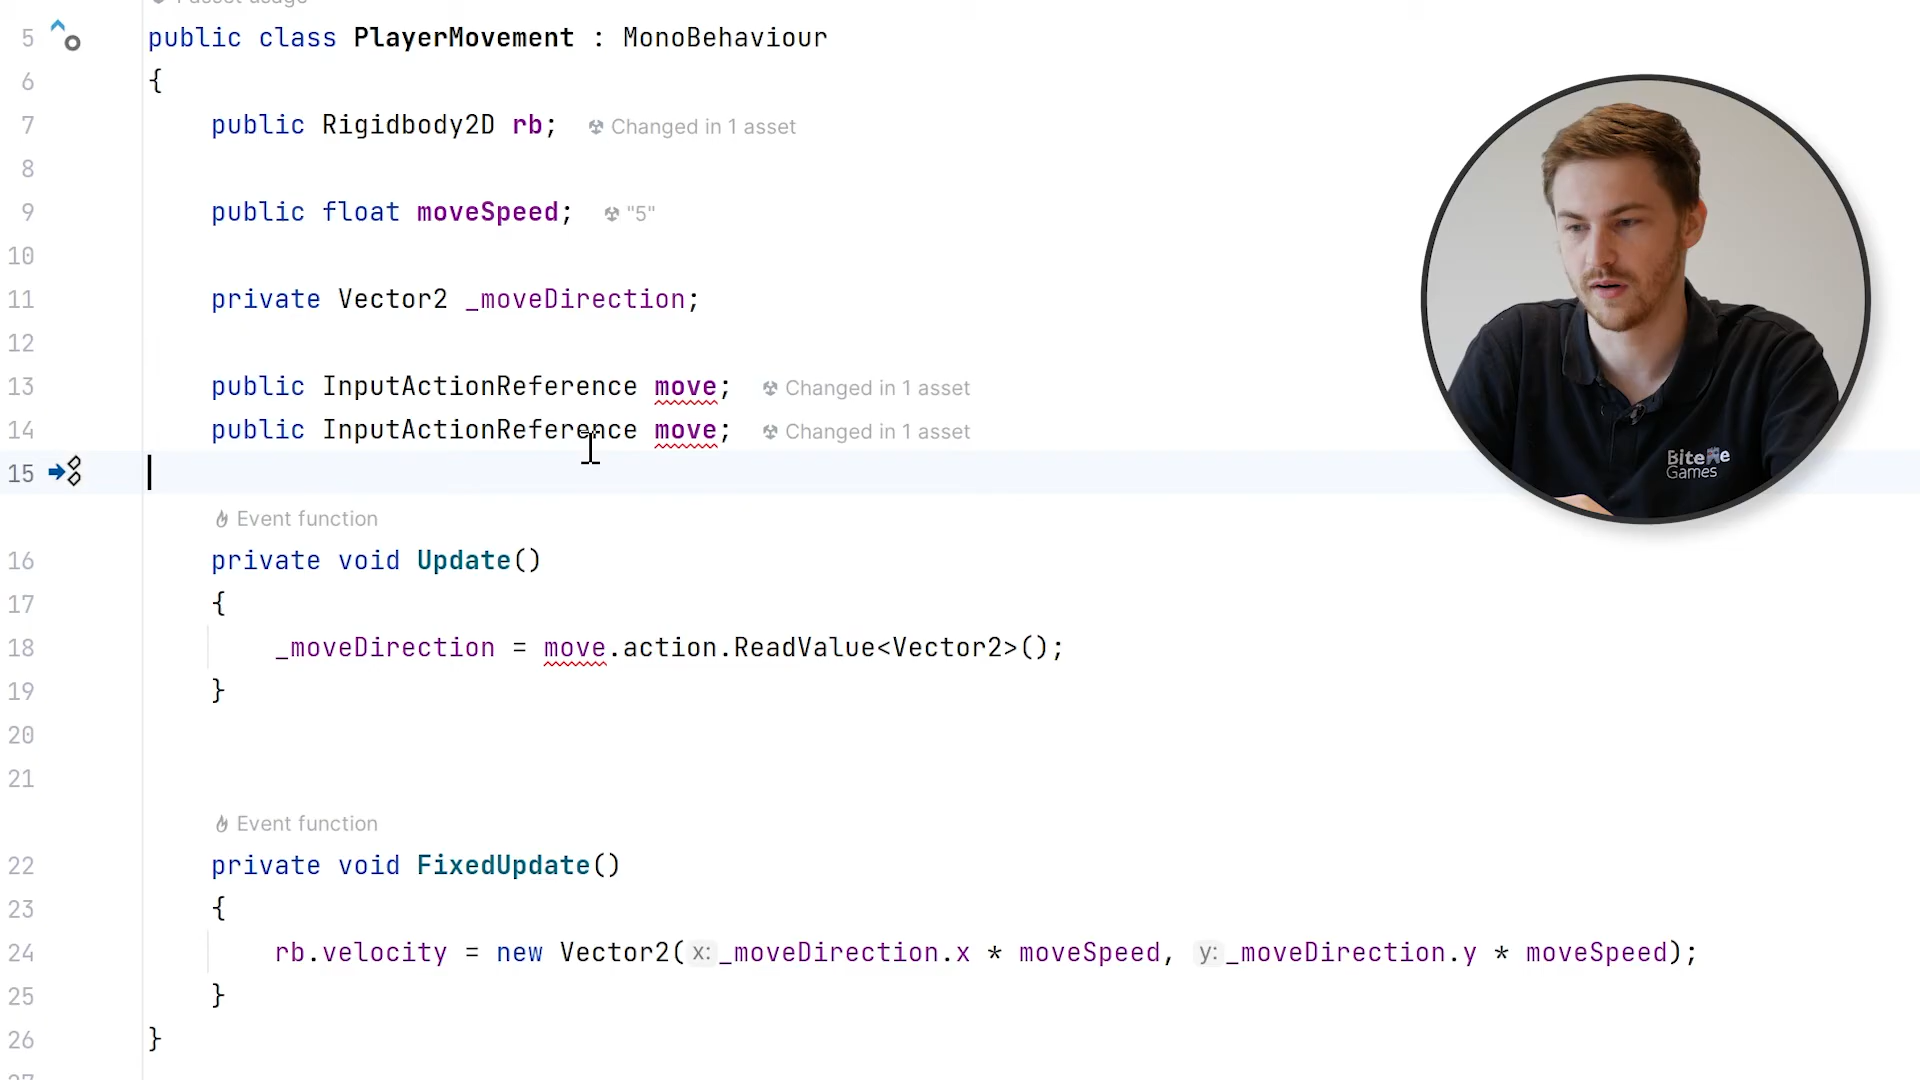 5 public class PlayerMovement : MonoBehaviour
6 {
7 public Rigidbody2D rb; Changed in 1 asset
8
9 public float moveSpeed; "5"
10
11 private Vector2 _moveDirection;
12
13 public InputActionReference move; Changed in 1 asset
14 public InputActionReference move; Changed in 1 asset
15
Event function
16 private void Update()
17 {
18 _moveDirection = move.action.ReadValue<Vector2>();
19 }
20
21
Event function
22 private void FixedUpdate()
23 {
24 rb.velocity = new Vector2(x: _moveDirection.x * moveSpeed, y: _moveDirection.y * moveSpeed);
25 }
26 }
BiteMe
Games